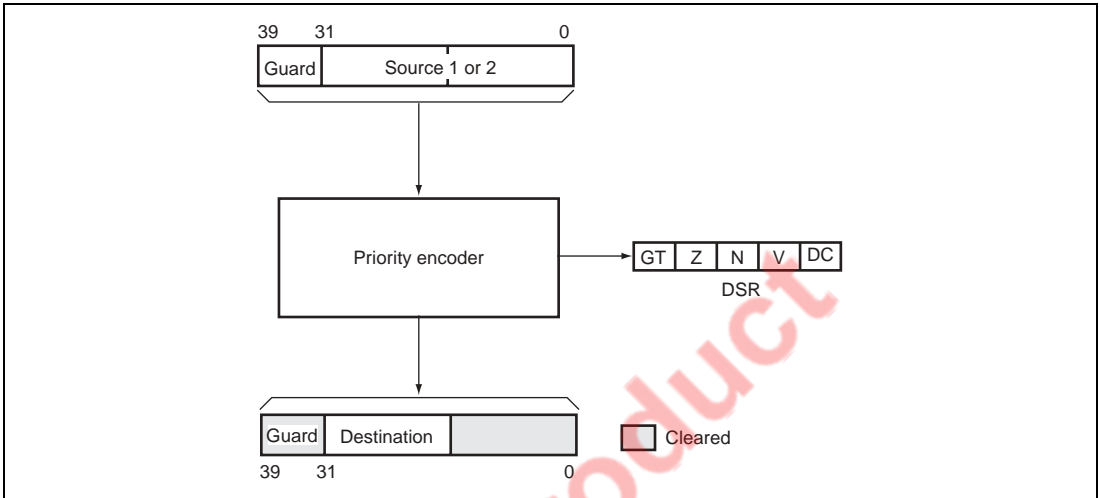 39 31 0
Guard Source 1 or 2
Priority encoder
GT Z N V DC
DSR
Guard Destination
Cleared
39 31 0
roduct